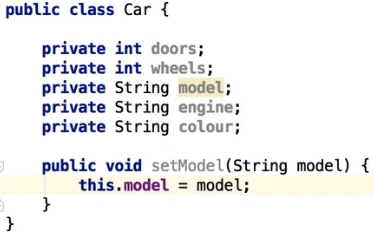 public class Car {
private int doors;
private int wheels;
private String model;
private String engine;
private String colour;
public void setModel(String model) {
this.model = model;
}
}